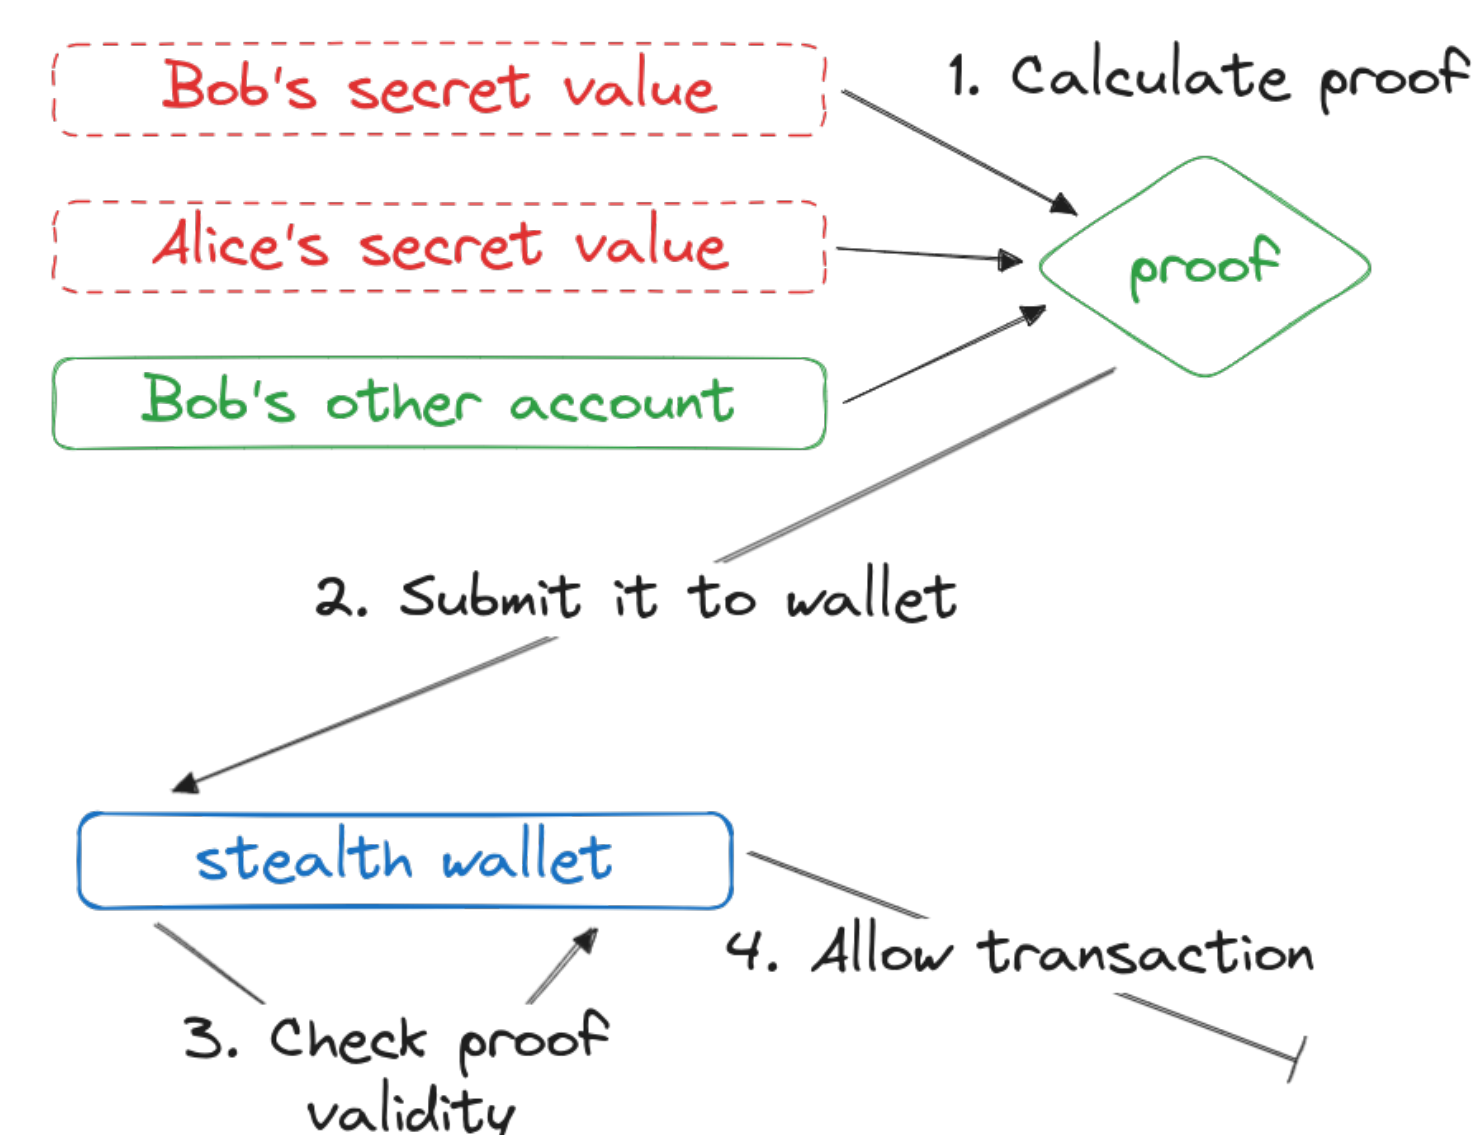 Bob's secret value
1. Calculate proof
Alice's secret value
proof
Bob's other account
2. Submit it to wallet
stealth wallet
4. Allow transaction
3. Check proof
validity